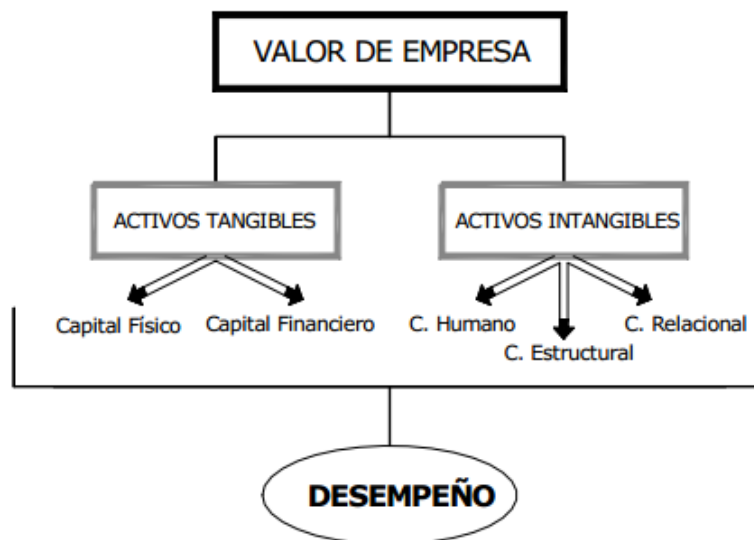 VALOR DE EMPRESA
ACTIVOS TANGIBLES
ACTIVOS INTANGIBLES
Capital Físico
Capital Financiero
C. Humano
C. Estructural
C. Relacional
DESEMPEÑO